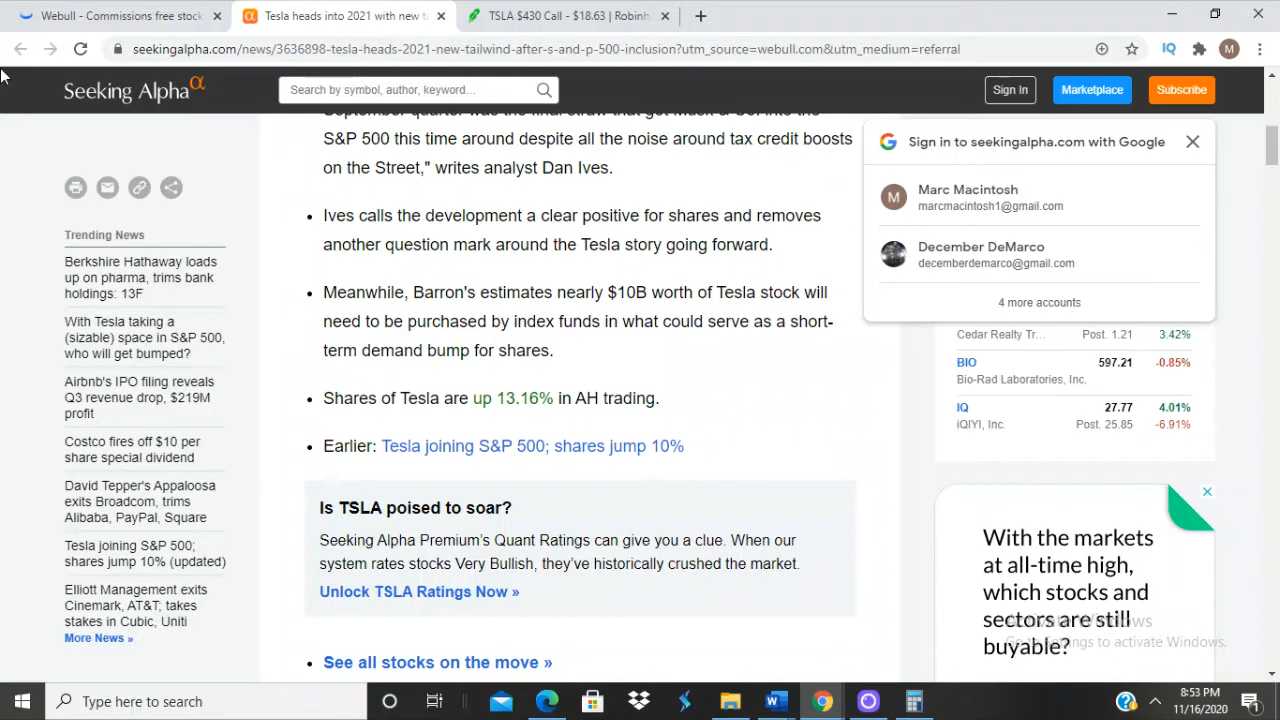 Webull - Commissions free stock
Tesla heads into 2021 with new t
TSLA $430 Call - $18.63 | Robinh
seekingalpha.com/news/3636898-tesla-heads-2021-new-tailwind-after-s-and-p-500-inclusion?utm_source=webull.com&utm_medium=referral
IQ
M
Seeking Alpha α
Search by symbol, author, keyword...
Sign In
Marketplace
Subscribe
S&P 500 this time around despite all the noise around tax credit boosts
on the Street," writes analyst Dan Ives.
• Ives calls the development a clear positive for shares and removes
another question mark around the Tesla story going forward.
• Meanwhile, Barron's estimates nearly $10B worth of Tesla stock will
need to be purchased by index funds in what could serve as a short-
term demand bump for shares.
• Shares of Tesla are up 13.16% in AH trading.
• Earlier: Tesla joining S&P 500; shares jump 10%
Is TSLA poised to soar?
Seeking Alpha Premium's Quant Ratings can give you a clue. When our
system rates stocks Very Bullish, they've historically crushed the market.
Unlock TSLA Ratings Now »
• See all stocks on the move »
Trending News
Berkshire Hathaway loads
up on pharma, trims bank
holdings: 13F
With Tesla taking a
(sizable) space in S&P 500,
who will get bumped?
Airbnb's IPO filing reveals
Q3 revenue drop, $219M
profit
Costco fires off $10 per
share special dividend
David Tepper's Appaloosa
exits Broadcom, trims
Alibaba, PayPal, Square
Tesla joining S&P 500;
shares jump 10% (updated)
Elliott Management exits
Cinemark, AT&T; takes
stakes in Cubic, Uniti
More News »
Sign in to seekingalpha.com with Google
M
Marc Macintosh
marcmacintosh1@gmail.com
December DeMarco
decemberdemarco@gmail.com
4 more accounts
Cedar Realty Tr... Post. 1.21 3.42%
BIO 597.21 -0.85%
Bio-Rad Laboratories, Inc.
IQ 27.77 4.01%
iQIYI, Inc. Post. 25.85 -6.91%
With the markets
at all-time high,
which stocks and
sectors are still
buyable?
Activate Windows
Go to Settings to activate Windows.
Type here to search
8:53 PM
11/16/2020
1